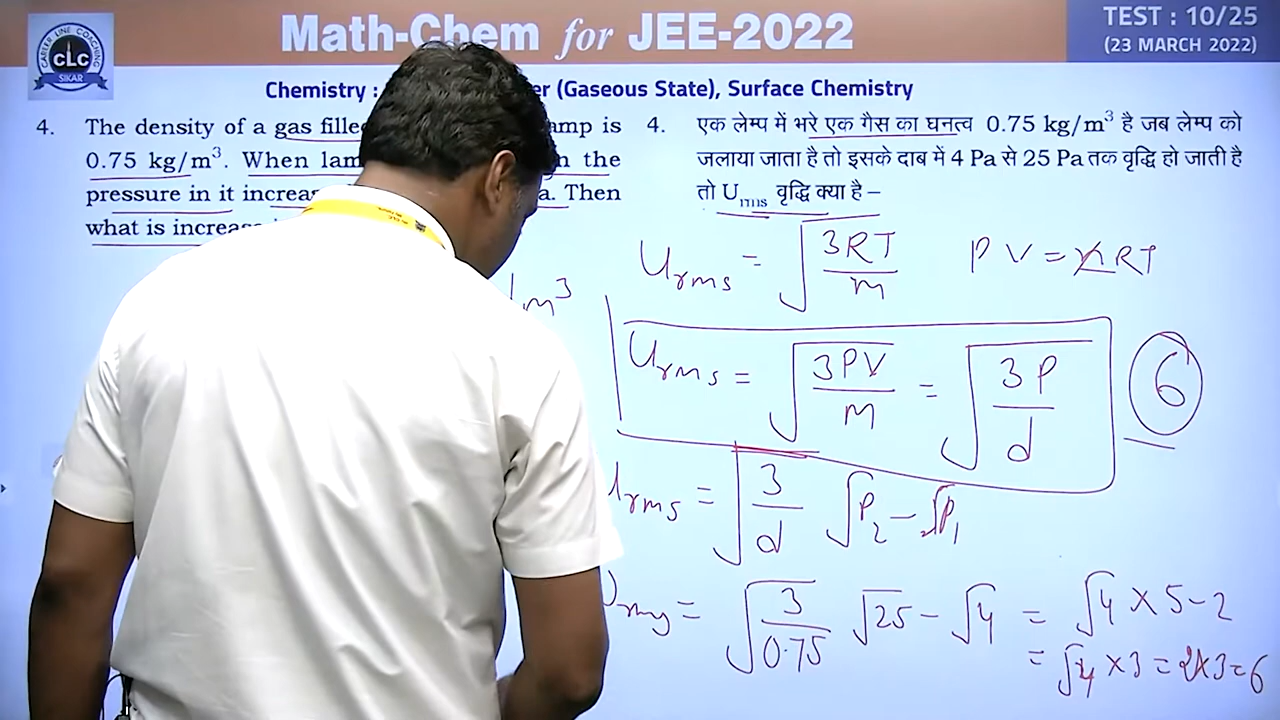 Math-Chem for JEE-2022
TEST : 10/25
(23 MARCH 2022)
CAREER LINE COACHING
CLC
SIKAR
Chemistry : er (Gaseous State), Surface Chemistry
4. The density of a gas fille amp is
0.75 kg/m³. When lam n the
pressure in it increas a. Then
what is increas
4. एक लेम्प में भरे एक गैस का घनत्व 0.75 kg/m³ है जब लेम्प को
जलाया जाता है तो इसके दाब में 4 Pa से 25 Pa तक वृद्धि हो जाती है
तो Urms वृद्धि क्या है –
Urms = √(3RT/m) PV = nRT
m³
Urms = √(3PV/m) = √(3P/d) 6
Urms = √(3/d) √P₂ – √P₁
Urms = √(3/0.75) √25 – √4 = √4 × 5 – 2
= √4 × 3 = 2×3 = 6